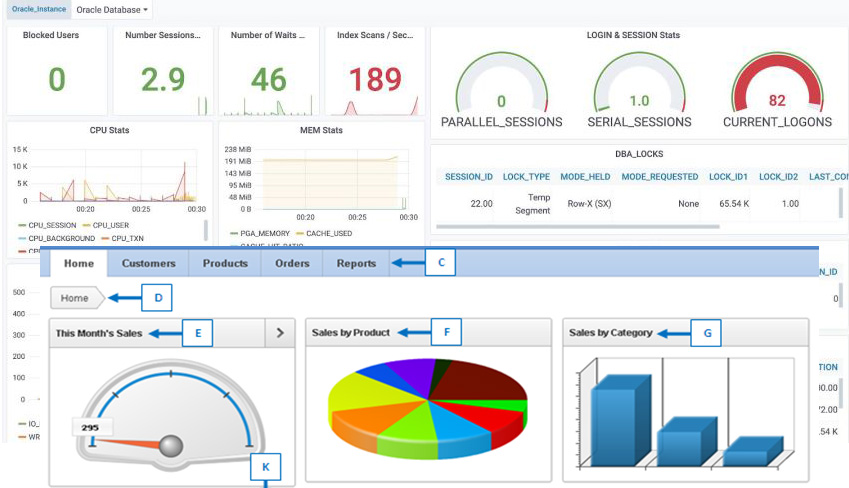 Oracle_Instance Oracle Database
Blocked Users
0
Number Sessions...
2.9
Number of Waits ...
46
Index Scans / Sec...
189
LOGIN & SESSION Stats
0
PARALLEL_SESSIONS
1.0
SERIAL_SESSIONS
82
CURRENT_LOGONS
CPU Stats
15 K
10 K
5 K
0
00:20 00:25 00:30
CPU_SESSION CPU_USER
CPU_BACKGROUND CPU_TXN
MEM Stats
238 MiB
191 MiB
143 MiB
95 MiB
48 MiB
0 B
00:20 00:25 00:30
PGA_MEMORY CACHE_USED
DBA_LOCKS
SESSION_ID LOCK_TYPE MODE_HELD MODE_REQUESTED LOCK_ID1 LOCK_ID2 LAST_CON
22.00 Temp Segment Row-X (SX) None 65.54 K 1.00
Home Customers Products Orders Reports C
N_ID
0
500
400
300
200
100
0
Home D
This Month's Sales E
295
K
Sales by Product F
Sales by Category G
TION
00.00
72.00
.54 K
IO_
WR